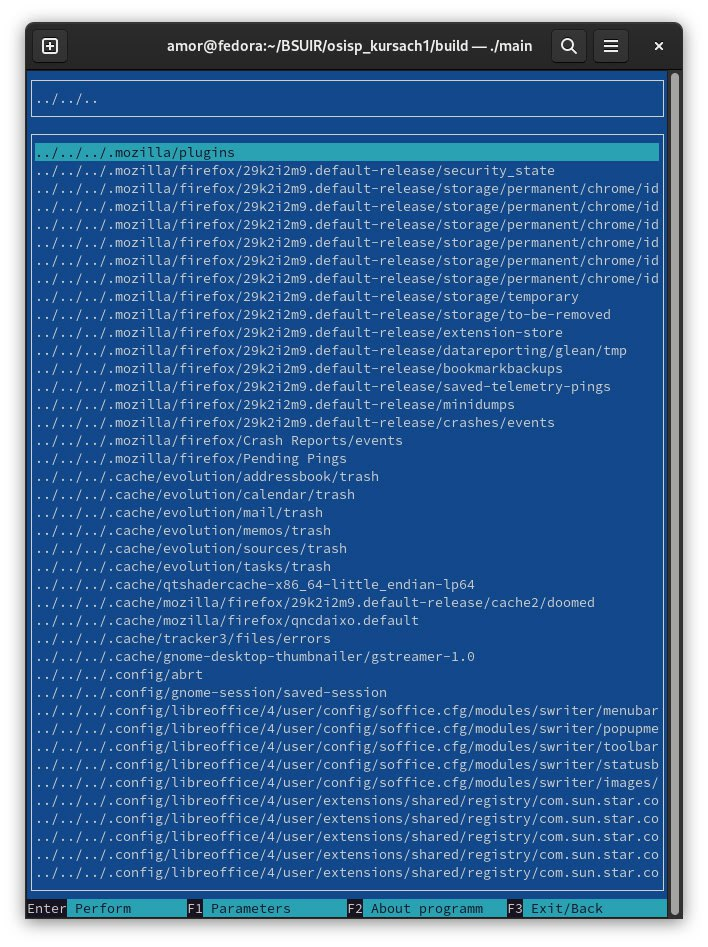 amor@fedora:~/BSUIR/osisp_kursach1/build — ./main
../../..
../../../.mozilla/plugins
../../../.mozilla/firefox/29k2i2m9.default-release/security_state
../../../.mozilla/firefox/29k2i2m9.default-release/storage/permanent/chrome/id
../../../.mozilla/firefox/29k2i2m9.default-release/storage/permanent/chrome/id
../../../.mozilla/firefox/29k2i2m9.default-release/storage/permanent/chrome/id
../../../.mozilla/firefox/29k2i2m9.default-release/storage/permanent/chrome/id
../../../.mozilla/firefox/29k2i2m9.default-release/storage/permanent/chrome/id
../../../.mozilla/firefox/29k2i2m9.default-release/storage/permanent/chrome/id
../../../.mozilla/firefox/29k2i2m9.default-release/storage/temporary
../../../.mozilla/firefox/29k2i2m9.default-release/storage/to-be-removed
../../../.mozilla/firefox/29k2i2m9.default-release/extension-store
../../../.mozilla/firefox/29k2i2m9.default-release/datareporting/glean/tmp
../../../.mozilla/firefox/29k2i2m9.default-release/bookmarkbackups
../../../.mozilla/firefox/29k2i2m9.default-release/saved-telemetry-pings
../../../.mozilla/firefox/29k2i2m9.default-release/minidumps
../../../.mozilla/firefox/29k2i2m9.default-release/crashes/events
../../../.mozilla/firefox/Crash Reports/events
../../../.mozilla/firefox/Pending Pings
../../../.cache/evolution/addressbook/trash
../../../.cache/evolution/calendar/trash
../../../.cache/evolution/mail/trash
../../../.cache/evolution/memos/trash
../../../.cache/evolution/sources/trash
../../../.cache/evolution/tasks/trash
../../../.cache/qtshadercache-x86_64-little_endian-lp64
../../../.cache/mozilla/firefox/29k2i2m9.default-release/cache2/doomed
../../../.cache/mozilla/firefox/qncdaixo.default
../../../.cache/tracker3/files/errors
../../../.cache/gnome-desktop-thumbnailer/gstreamer-1.0
../../../.config/abrt
../../../.config/gnome-session/saved-session
../../../.config/libreoffice/4/user/config/soffice.cfg/modules/swriter/menubar
../../../.config/libreoffice/4/user/config/soffice.cfg/modules/swriter/popupme
../../../.config/libreoffice/4/user/config/soffice.cfg/modules/swriter/toolbar
../../../.config/libreoffice/4/user/config/soffice.cfg/modules/swriter/statusb
../../../.config/libreoffice/4/user/config/soffice.cfg/modules/swriter/images/
../../../.config/libreoffice/4/user/extensions/shared/registry/com.sun.star.co
../../../.config/libreoffice/4/user/extensions/shared/registry/com.sun.star.co
../../../.config/libreoffice/4/user/extensions/shared/registry/com.sun.star.co
../../../.config/libreoffice/4/user/extensions/shared/registry/com.sun.star.co
../../../.config/libreoffice/4/user/extensions/shared/registry/com.sun.star.co
Enter Perform F1 Parameters F2 About programm F3 Exit/Back